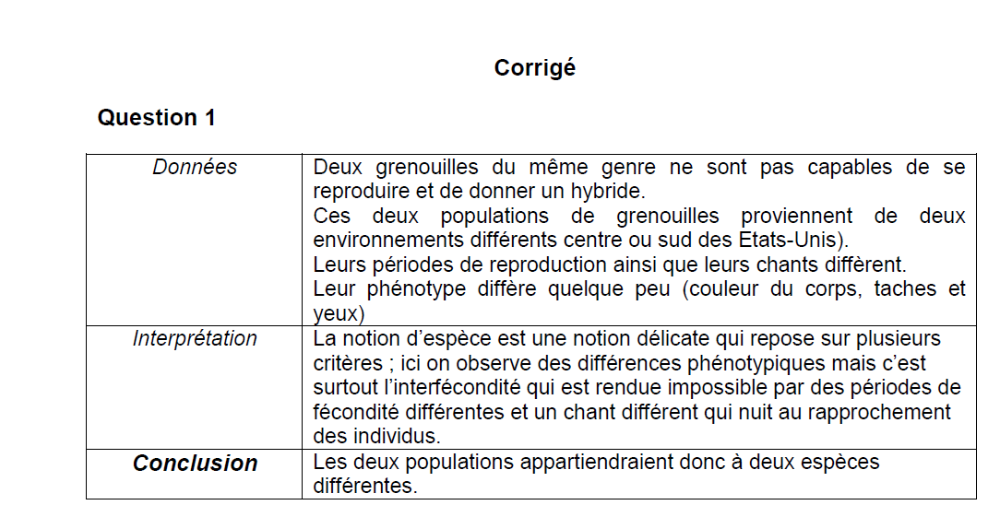 Corrigé
Question 1
Données
Deux grenouilles du même genre ne sont pas capables de se
reproduire et de donner un hybride.
Ces deux populations de grenouilles proviennent de deux
environnements différents centre ou sud des Etats-Unis).
Leurs périodes de reproduction ainsi que leurs chants diffèrent.
Leur phénotype diffère quelque peu (couleur du corps, taches et
yeux)
Interprétation
La notion d’espèce est une notion délicate qui repose sur plusieurs
critères ; ici on observe des différences phénotypiques mais c’est
surtout l’interfécondité qui est rendue impossible par des périodes de
fécondité différentes et un chant différent qui nuit au rapprochement
des individus.
Conclusion
Les deux populations appartiendraient donc à deux espèces
différentes.